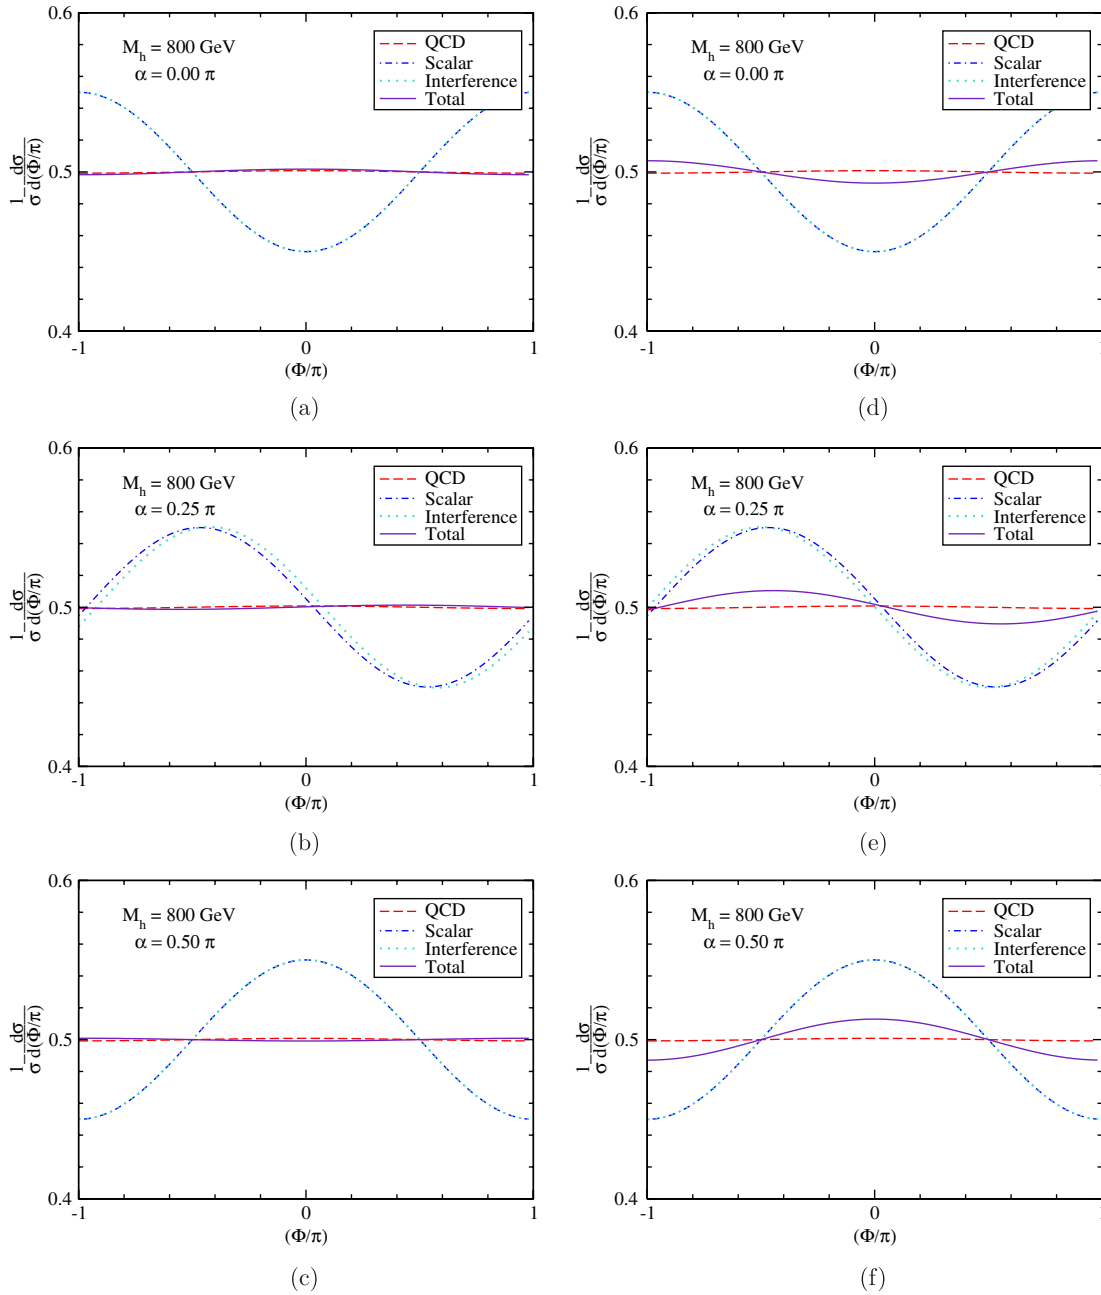 0.6
M_h = 800 GeV
α = 0.00 π
QCD
Scalar
Interference
Total
0.5
0.4
1/σ dσ/d(Φ/π)
-1 0 1
(Φ/π)
(a)
0.6
M_h = 800 GeV
α = 0.00 π
QCD
Scalar
Interference
Total
0.5
0.4
1/σ dσ/d(Φ/π)
-1 0 1
(Φ/π)
(d)
0.6
M_h = 800 GeV
α = 0.25 π
QCD
Scalar
Interference
Total
0.5
0.4
1/σ dσ/d(Φ/π)
-1 0 1
(Φ/π)
(b)
0.6
M_h = 800 GeV
α = 0.25 π
QCD
Scalar
Interference
Total
0.5
0.4
1/σ dσ/d(Φ/π)
-1 0 1
(Φ/π)
(e)
0.6
M_h = 800 GeV
α = 0.50 π
QCD
Scalar
Interference
Total
0.5
0.4
1/σ dσ/d(Φ/π)
-1 0 1
(Φ/π)
(c)
0.6
M_h = 800 GeV
α = 0.50 π
QCD
Scalar
Interference
Total
0.5
0.4
1/σ dσ/d(Φ/π)
-1 0 1
(Φ/π)
(f)